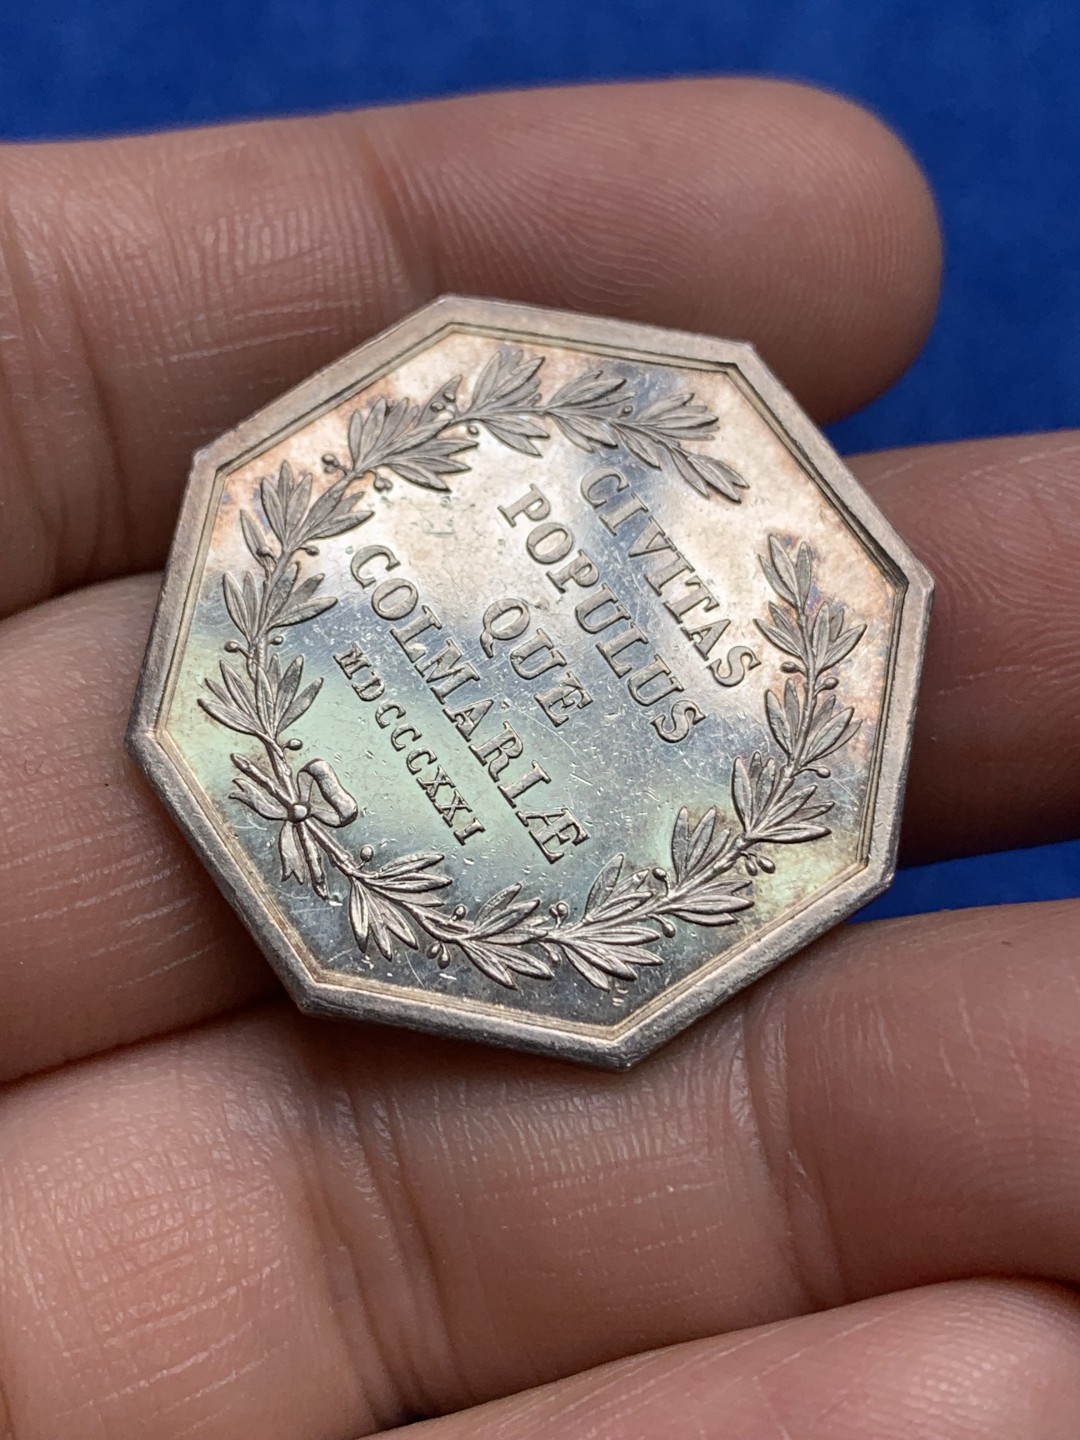 CIVITAS
POPULUS
QUE
COLMARIÆ
MDCCCXXI